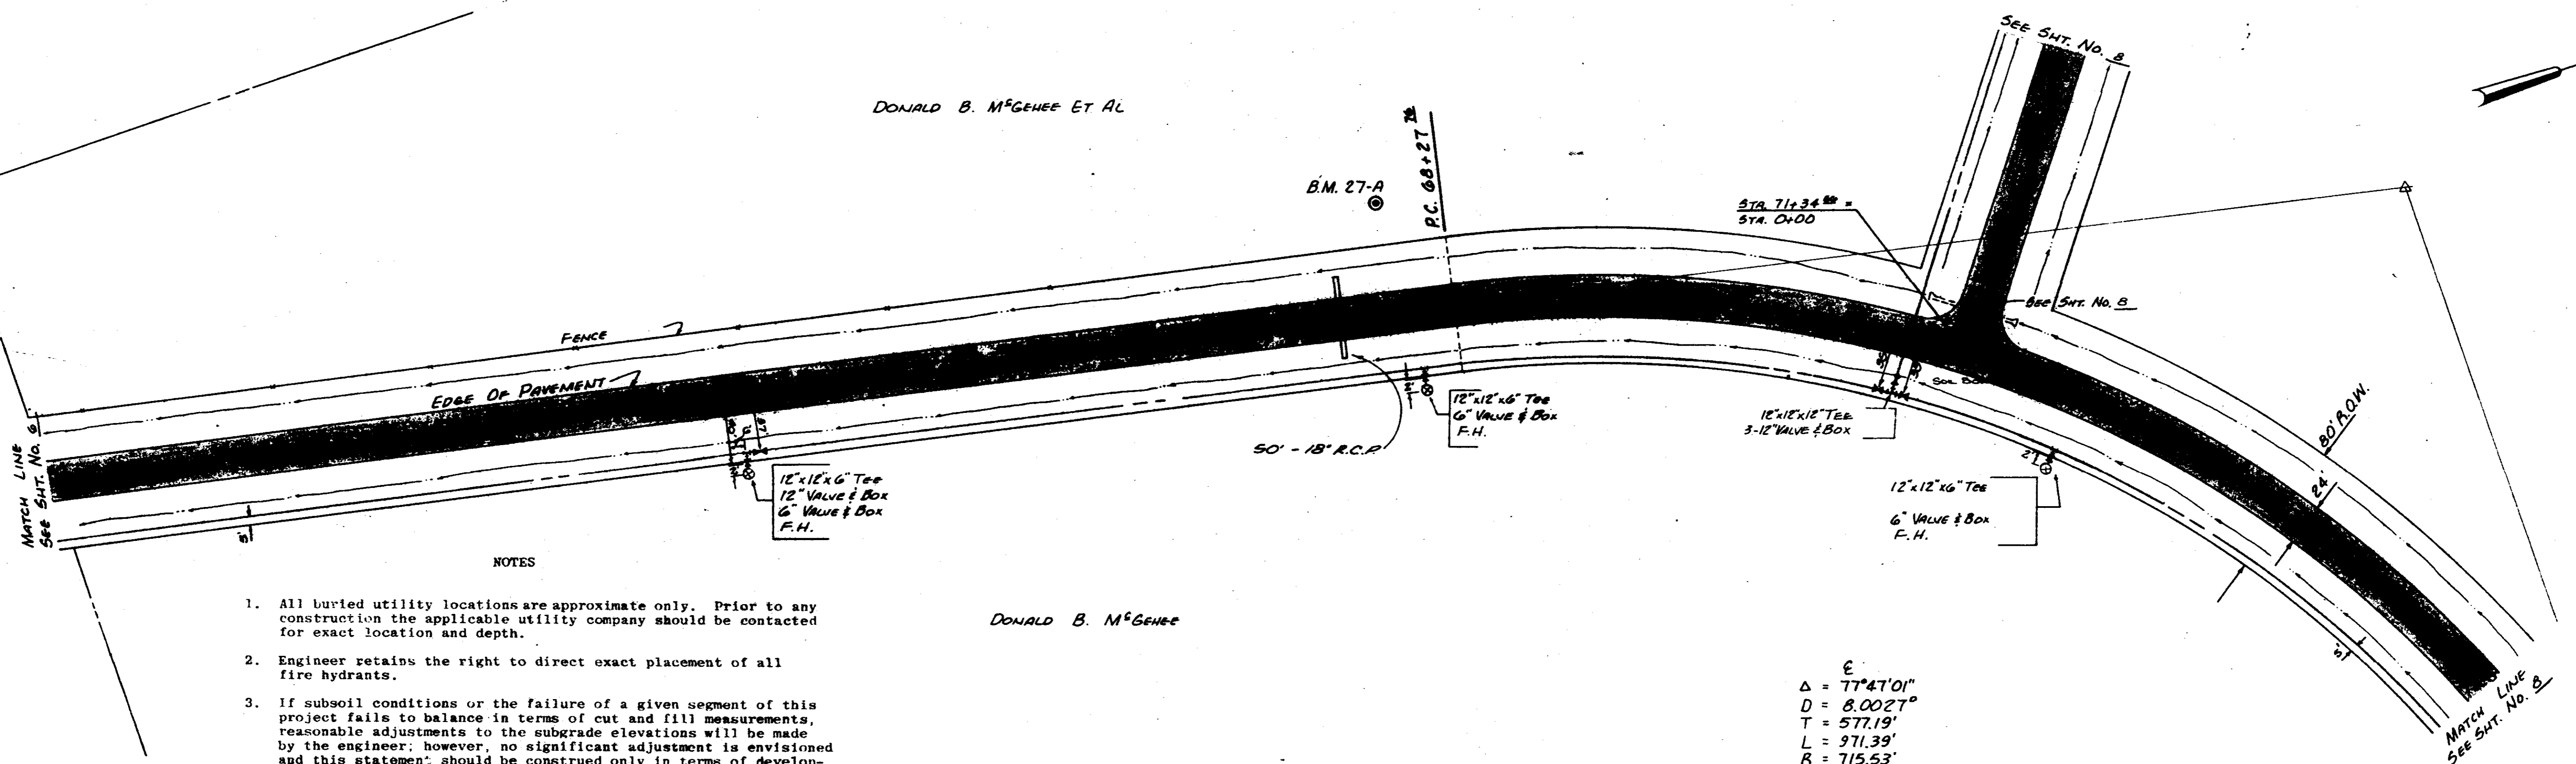 SEE SHT. NO. 8
DONALD B. McGEHEE ET AL
P.C. 68+27
B.M. 27-A
STA. 71+34 =
STA. 0+00
SEE SHT. NO. 8
FENCE
EDGE OF PAVEMENT
MATCH LINE
SEE SHT. NO. 6
12"x12"x6" TEE
12" VALVE & BOX
6" VALVE & BOX
F.H.
50' - 18" R.C.P.
12"x12"x6" TEE
6" VALVE & BOX
F.H.
12"x12"x12" TEE
3-12" VALVE & BOX
12"x12"x6" TEE
6" VALVE & BOX
F.H.
2'
80' R.O.W.
24'
5'
MATCH LINE
SEE SHT. NO. 8
NOTES
1. All buried utility locations are approximate only. Prior to any
construction the applicable utility company should be contacted
for exact location and depth.
2. Engineer retains the right to direct exact placement of all
fire hydrants.
3. If subsoil conditions or the failure of a given segment of this
project fails to balance in terms of cut and fill measurements,
reasonable adjustments to the subgrade elevations will be made
by the engineer; however, no significant adjustment is envisioned
and this statement should be construed only in terms of develop-
DONALD B. McGEHEE
Δ = 77°47'01"
D = 8.0027°
T = 577.19'
L = 971.39'
R = 715.53'